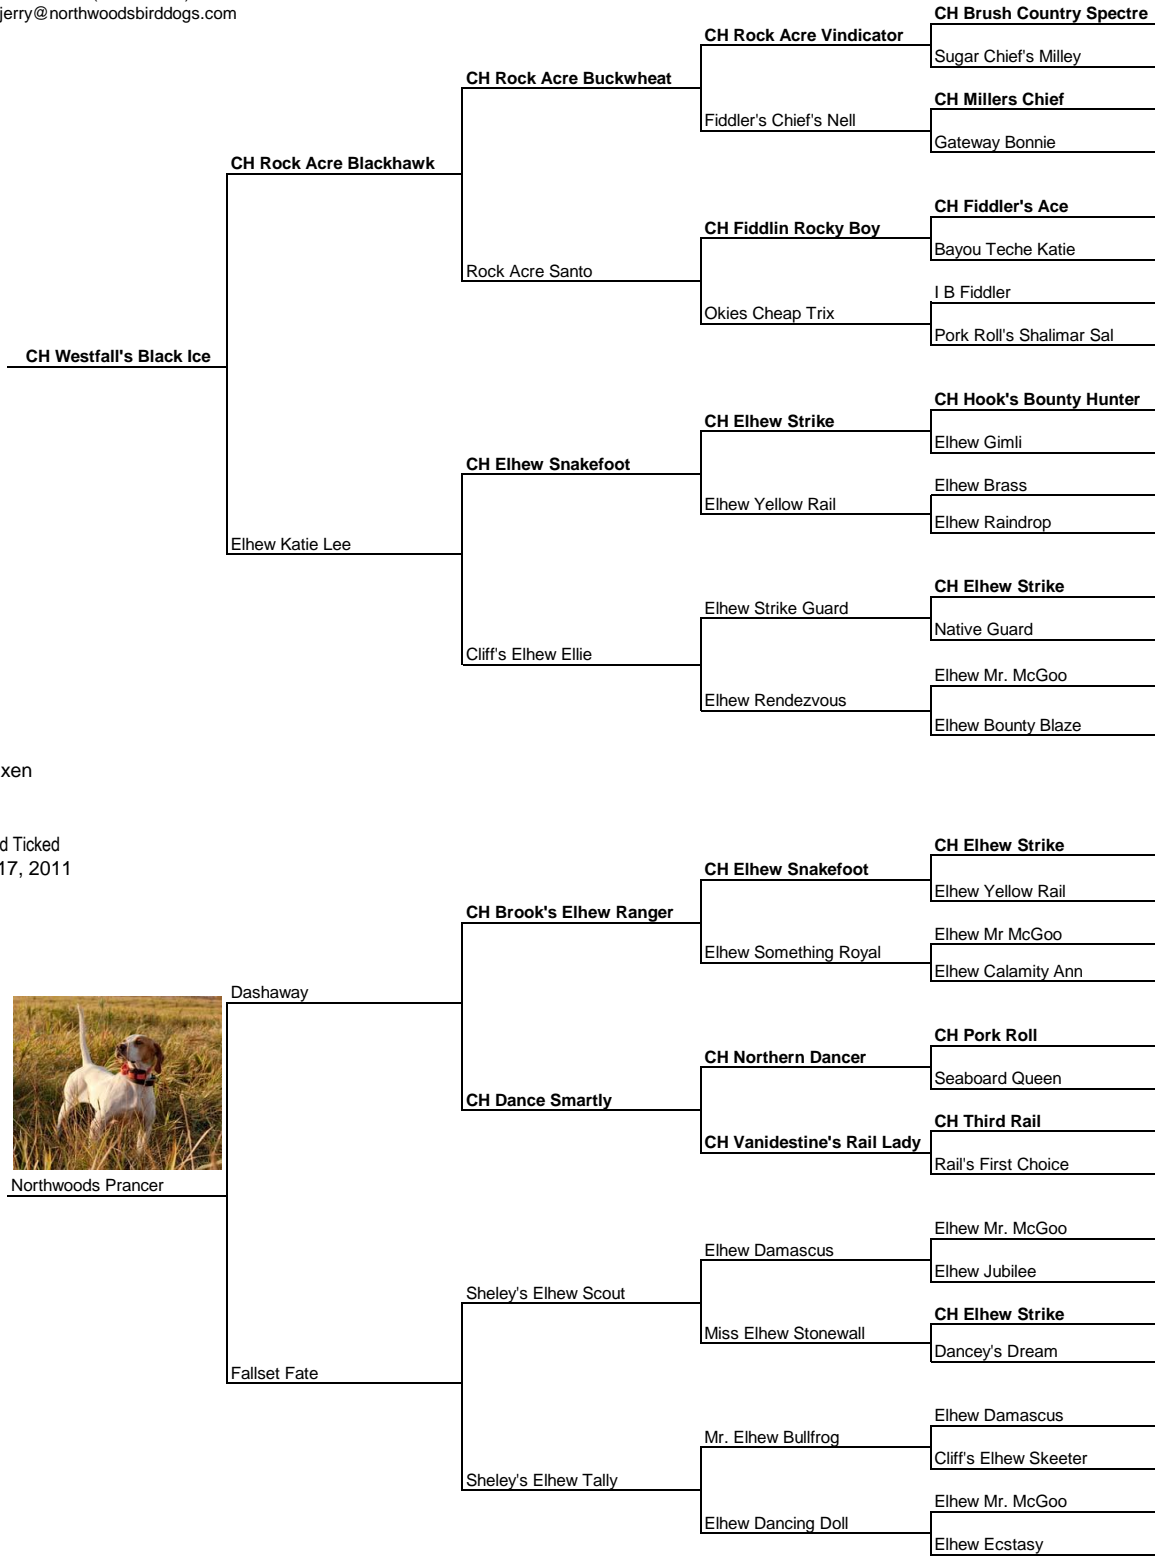 jerry@northwoodsbirddogs.com
CH Brush Country Spectre
CH Rock Acre Vindicator
Sugar Chief's Milley
CH Rock Acre Buckwheat
CH Millers Chief
Fiddler's Chief's Nell
Gateway Bonnie
CH Rock Acre Blackhawk
CH Fiddler's Ace
CH Fiddlin Rocky Boy
Bayou Teche Katie
Rock Acre Santo
I B Fiddler
Okies Cheap Trix
Pork Roll's Shalimar Sal
CH Westfall's Black Ice
CH Hook's Bounty Hunter
CH Elhew Strike
Elhew Gimli
CH Elhew Snakefoot
Elhew Brass
Elhew Yellow Rail
Elhew Raindrop
Elhew Katie Lee
CH Elhew Strike
Elhew Strike Guard
Native Guard
Cliff's Elhew Ellie
Elhew Mr. McGoo
Elhew Rendezvous
Elhew Bounty Blaze
xen
d Ticked
17, 2011
CH Elhew Strike
CH Elhew Snakefoot
Elhew Yellow Rail
CH Brook's Elhew Ranger
Elhew Mr McGoo
Elhew Something Royal
Elhew Calamity Ann
Dashaway
CH Pork Roll
CH Northern Dancer
Seaboard Queen
CH Dance Smartly
CH Third Rail
CH Vanidestine's Rail Lady
Rail's First Choice
Northwoods Prancer
Elhew Mr. McGoo
Elhew Damascus
Elhew Jubilee
Sheley's Elhew Scout
CH Elhew Strike
Miss Elhew Stonewall
Dancey's Dream
Fallset Fate
Elhew Damascus
Mr. Elhew Bullfrog
Cliff's Elhew Skeeter
Sheley's Elhew Tally
Elhew Mr. McGoo
Elhew Dancing Doll
Elhew Ecstasy